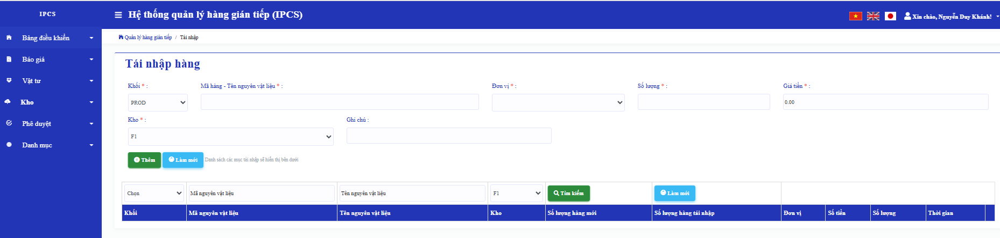 IPCS
Hệ thống quản lý hàng gián tiếp (IPCS)
Xin chào, Nguyễn Duy Khánh!
Bảng điều khiển
Báo giá
Vật tư
Kho
Phê duyệt
Danh mục
Quản lý hàng gián tiếp / Tái nhập
Tái nhập hàng
Khối * : Mã hàng - Tên nguyên vật liệu * : Đơn vị * : Số lượng * : Giá tiền * :
PROD 0.00
Kho * : Ghi chú :
F1
Thêm Làm mới Danh sách các mục tái nhập sẽ hiển thị bên dưới
Chọn Mã nguyên vật liệu Tên nguyên vật liệu F1 Tìm kiếm Làm mới
Khối Mã nguyên vật liệu Tên nguyên vật liệu Kho Số lượng hàng mới Số lượng hàng tái nhập Đơn vị Số tiền Số lượng Thời gian